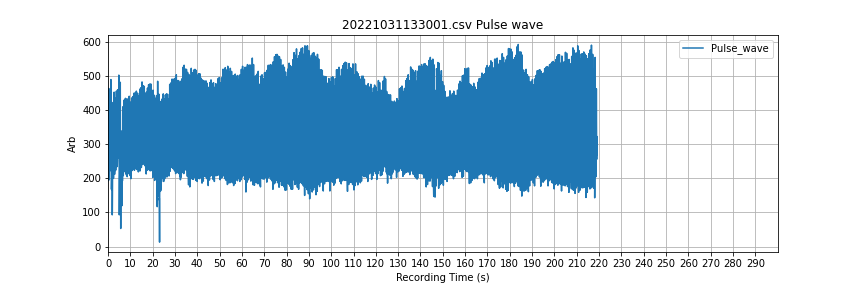 20221031133001.csv Pulse wave
Pulse_wave
600
500
400
300
200
100
0
Arb
0 10 20 30 40 50 60 70 80 90 100 110 120 130 140 150 160 170 180 190 200 210 220 230 240 250 260 270 280 290
Recording Time (s)